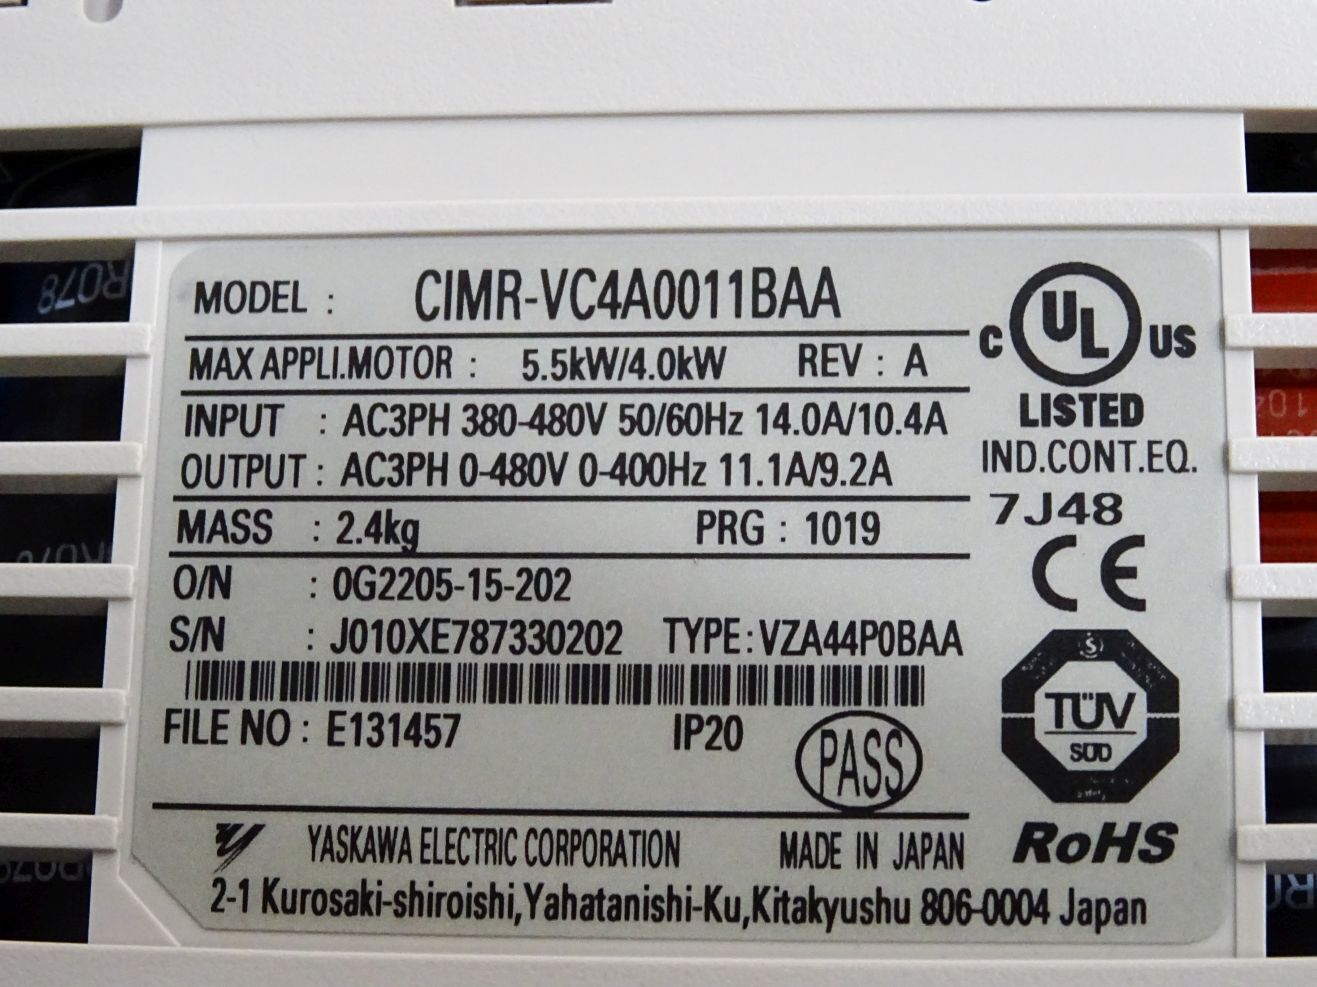 MODEL : CIMR-VC4A0011BAA
MAX APPLI.MOTOR : 5.5kW/4.0kW REV : A
INPUT : AC3PH 380-480V 50/60Hz 14.0A/10.4A
OUTPUT : AC3PH 0-480V 0-400Hz 11.1A/9.2A
MASS : 2.4kg PRG : 1019
O/N : 0G2205-15-202
S/N : J010XE787330202 TYPE : VZA44P0BAA
FILE NO : E131457 IP20 PASS
YASKAWA ELECTRIC CORPORATION MADE IN JAPAN
2-1 Kurosaki-shiroishi,Yahatanishi-Ku,Kitakyushu 806-0004 Japan
C UL US
LISTED
IND.CONT.EQ.
7J48
CE
TÜV
SÜD
RoHS